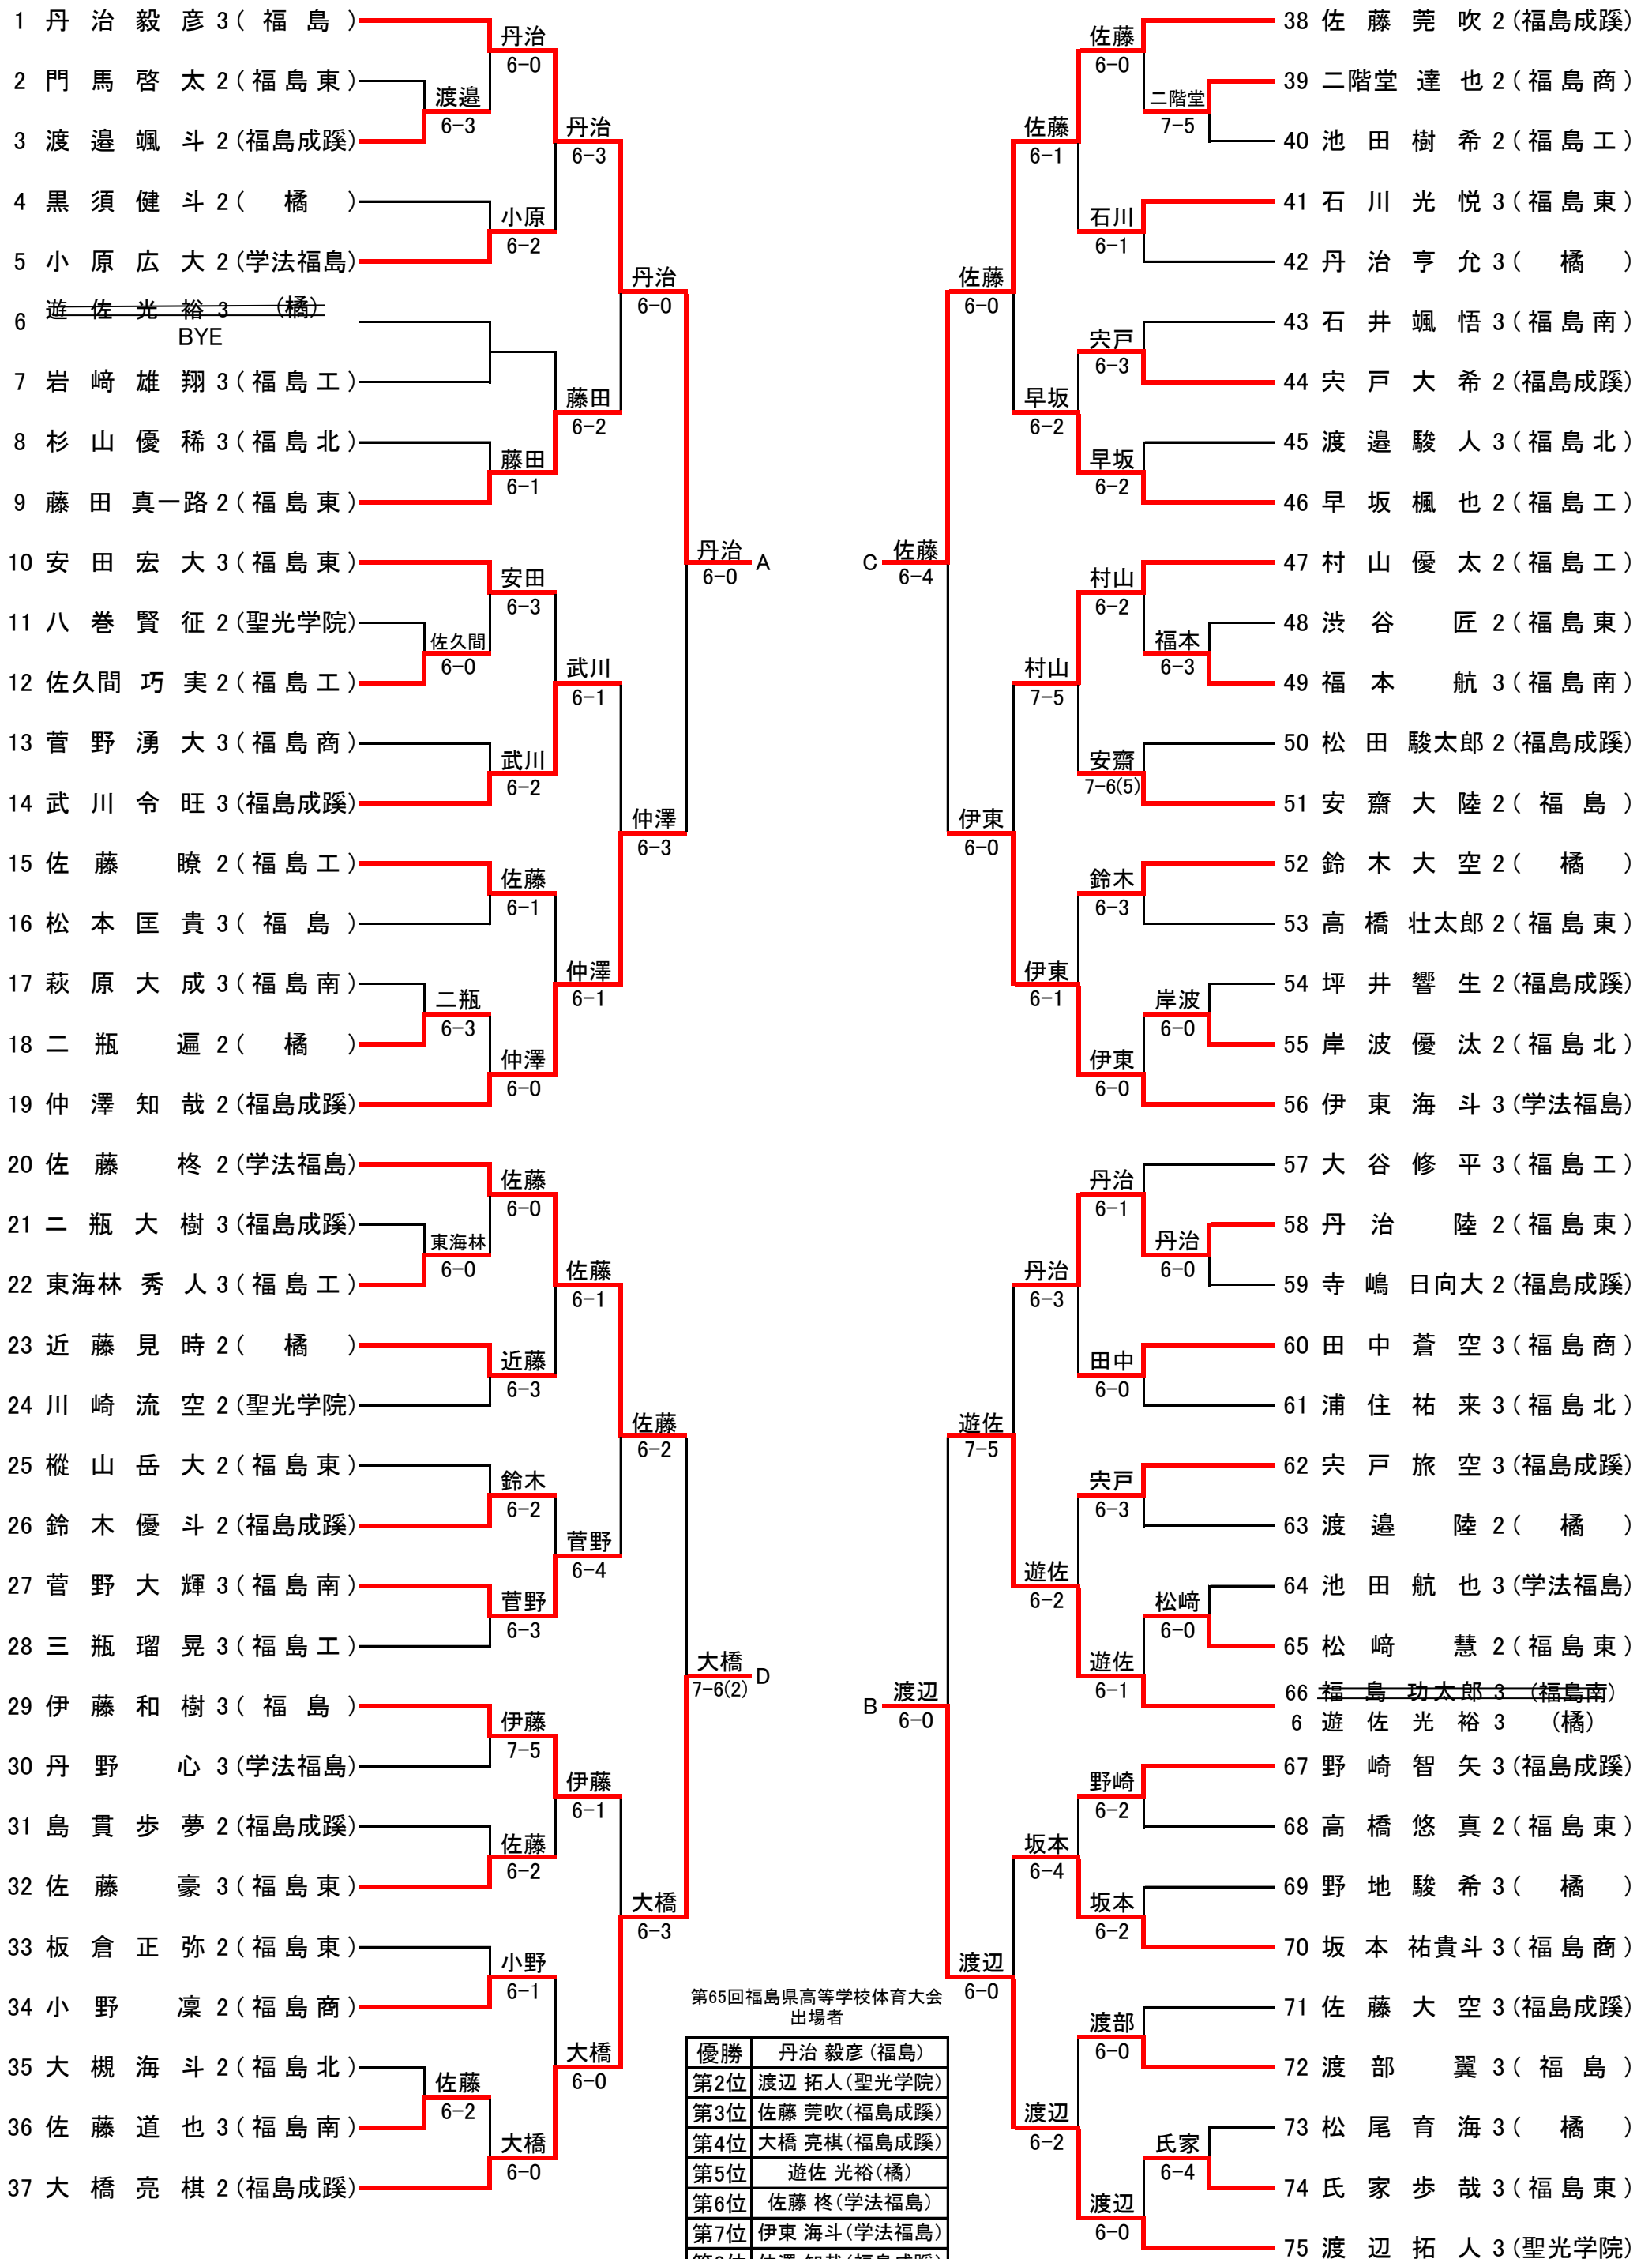 1 丹治毅彦 3 (福島)
2 門馬啓太 2 (福島東)
3 渡邉颯斗 2 (福島成蹊)
4 黒須健斗 2 (橘)
5 小原広大 2 (学法福島)
6 遊佐光裕 3 (橘)
BYE
7 岩﨑雄翔 3 (福島工)
8 杉山優稀 3 (福島北)
9 藤田真一路 2 (福島東)
10 安田宏大 3 (福島東)
11 八巻賢征 2 (聖光学院)
12 佐久間巧実 2 (福島工)
13 菅野湧大 3 (福島商)
14 武川令旺 3 (福島成蹊)
15 佐藤瞭 2 (福島工)
16 松本匡貴 3 (福島)
17 萩原大成 3 (福島南)
18 二瓶遍 2 (橘)
19 仲澤知哉 2 (福島成蹊)
20 佐藤柊 2 (学法福島)
21 二瓶大樹 3 (福島成蹊)
22 東海林秀人 3 (福島工)
23 近藤見時 2 (橘)
24 川崎流空 2 (聖光学院)
25 樅山岳大 2 (福島東)
26 鈴木優斗 2 (福島成蹊)
27 菅野大輝 3 (福島南)
28 三瓶瑠晃 3 (福島工)
29 伊藤和樹 3 (福島)
30 丹野心 3 (学法福島)
31 島貫歩夢 2 (福島成蹊)
32 佐藤豪 3 (福島東)
33 板倉正弥 2 (福島東)
34 小野凜 2 (福島商)
35 大槻海斗 2 (福島北)
36 佐藤道也 3 (福島南)
37 大橋亮棋 2 (福島成蹊)
渡邉
6-3
佐久間
6-0
二瓶
6-3
東海林
6-0
佐藤
6-2
丹治
6-0
小原
6-2
藤田
6-1
安田
6-3
武川
6-2
佐藤
6-1
仲澤
6-0
佐藤
6-0
近藤
6-3
鈴木
6-2
菅野
6-3
伊藤
7-5
佐藤
6-2
小野
6-1
大橋
6-0
丹治
6-3
藤田
6-2
武川
6-1
仲澤
6-1
佐藤
6-1
菅野
6-4
伊藤
6-1
大橋
6-0
丹治
6-0
仲澤
6-3
佐藤
6-2
大橋
6-3
丹治 A
6-0
大橋 D
7-6(2)
C 佐藤
6-4
B 渡辺
6-0
佐藤
6-0
伊東
6-0
遊佐
7-5
渡辺
6-0
佐藤
6-1
早坂
6-2
村山
7-5
伊東
6-1
丹治
6-3
遊佐
6-2
坂本
6-4
渡辺
6-2
佐藤
6-0
石川
6-1
宍戸
6-3
早坂
6-2
村山
6-2
安齋
7-6(5)
鈴木
6-3
伊東
6-0
丹治
6-1
田中
6-0
宍戸
6-3
遊佐
6-1
野崎
6-2
坂本
6-2
渡部
6-0
渡辺
6-0
二階堂
7-5
福本
6-3
岸波
6-0
丹治
6-0
松﨑
6-0
氏家
6-4
38 佐藤莞吹 2 (福島成蹊)
39 二階堂達也 2 (福島商)
40 池田樹希 2 (福島工)
41 石川光悦 3 (福島東)
42 丹治亨允 3 (橘)
43 石井颯悟 3 (福島南)
44 宍戸大希 2 (福島成蹊)
45 渡邉駿人 3 (福島北)
46 早坂楓也 2 (福島工)
47 村山優太 2 (福島工)
48 渋谷匠 2 (福島東)
49 福本航 3 (福島南)
50 松田駿太郎 2 (福島成蹊)
51 安齋大陸 2 (福島)
52 鈴木大空 2 (橘)
53 高橋壮太郎 2 (福島東)
54 坪井響生 2 (福島成蹊)
55 岸波優汰 2 (福島北)
56 伊東海斗 3 (学法福島)
57 大谷修平 3 (福島工)
58 丹治陸 2 (福島東)
59 寺嶋日向大 2 (福島成蹊)
60 田中蒼空 3 (福島商)
61 浦住祐来 3 (福島北)
62 宍戸旅空 3 (福島成蹊)
63 渡邉陸 2 (橘)
64 池田航也 3 (学法福島)
65 松﨑慧 2 (福島東)
66 福島功太郎 3 (福島南)
6 遊佐光裕 3 (橘)
67 野崎智矢 3 (福島成蹊)
68 高橋悠真 2 (福島東)
69 野地駿希 3 (橘)
70 坂本祐貴斗 3 (福島商)
71 佐藤大空 3 (福島成蹊)
72 渡部翼 3 (福島)
73 松尾育海 3 (橘)
74 氏家歩哉 3 (福島東)
75 渡辺拓人 3 (聖光学院)
第65回福島県高等学校体育大会
出場者
優勝 丹治 毅彦(福島)
第2位 渡辺 拓人(聖光学院)
第3位 佐藤 莞吹(福島成蹊)
第4位 大橋 亮棋(福島成蹊)
第5位 遊佐 光裕(橘)
第6位 佐藤 柊(学法福島)
第7位 伊東 海斗(学法福島)